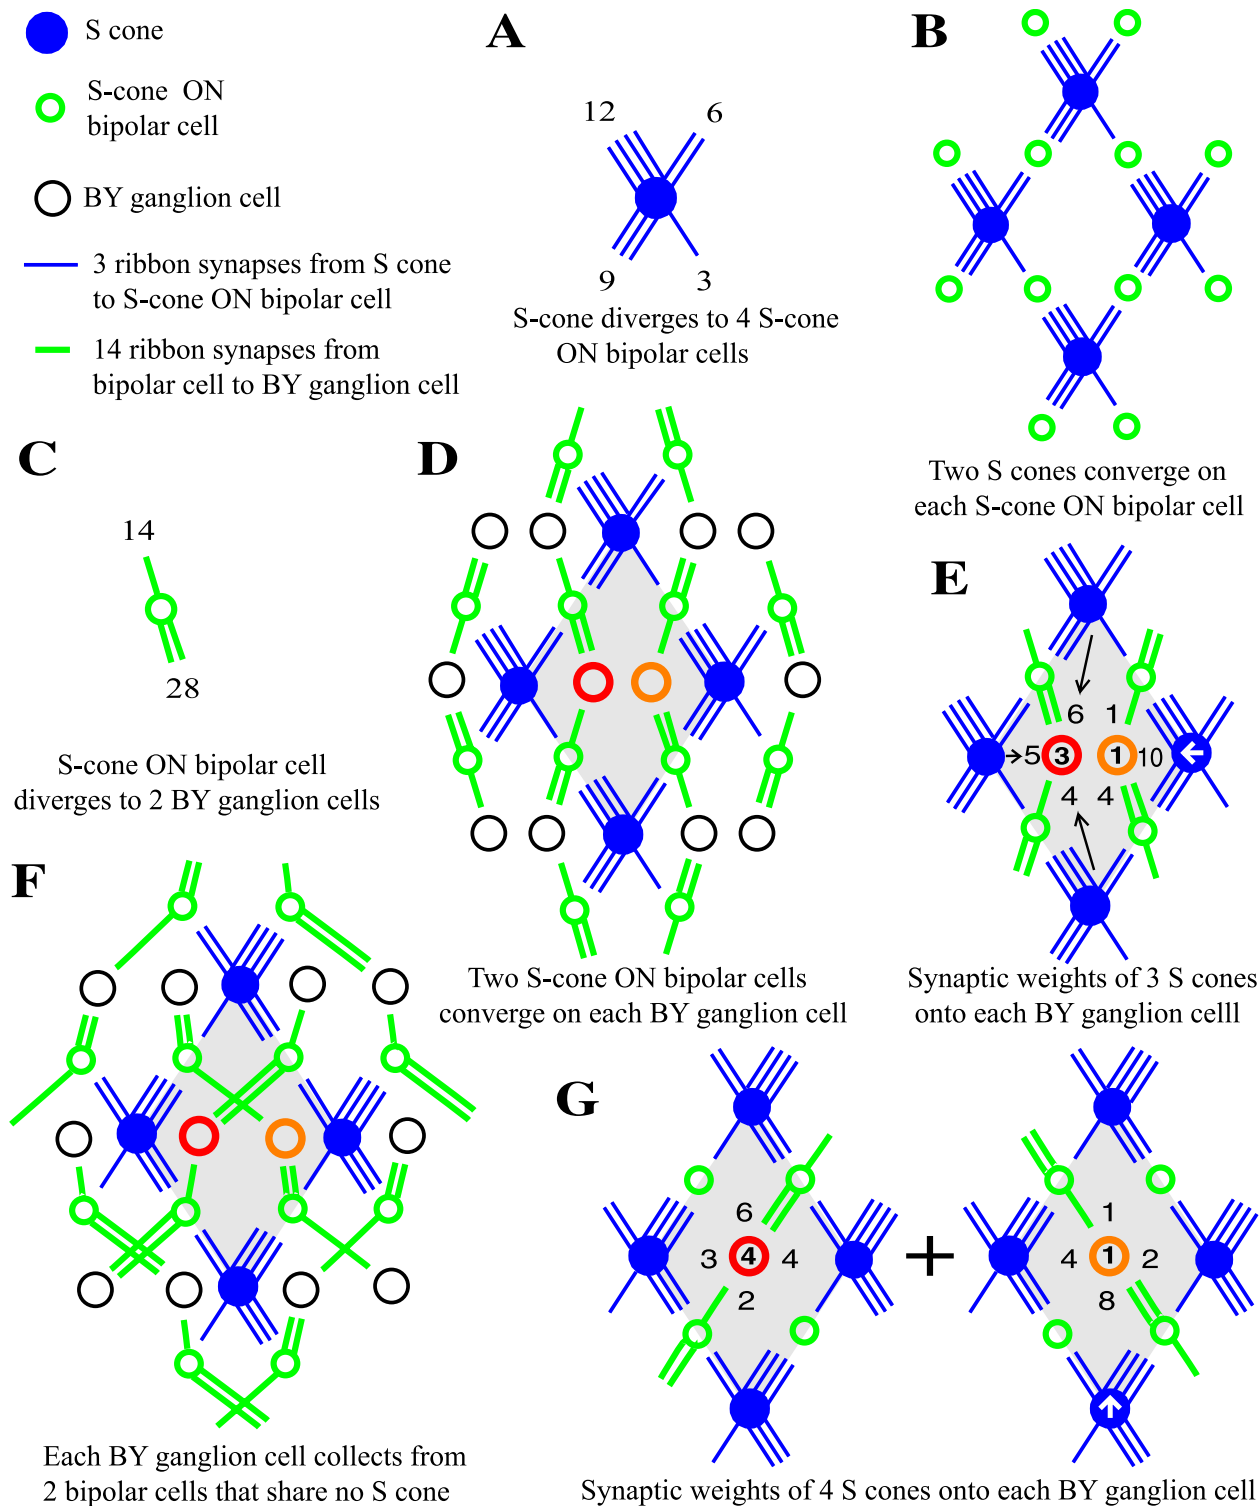 S cone
S-cone ON
bipolar cell
BY ganglion cell
3 ribbon synapses from S cone
to S-cone ON bipolar cell
14 ribbon synapses from
bipolar cell to BY ganglion cell
A
12 6
9 3
S-cone diverges to 4 S-cone
ON bipolar cells
B
Two S cones converge on
each S-cone ON bipolar cell
C
14
28
S-cone ON bipolar cell
diverges to 2 BY ganglion cells
D
Two S-cone ON bipolar cells
converge on each BY ganglion cell
E
6 1
5 3 1 10
4 4
Synaptic weights of 3 S cones
onto each BY ganglion celll
F
Each BY ganglion cell collects from
2 bipolar cells that share no S cone
G
6 1
3 4 4 + 4 1 2
2 8
Synaptic weights of 4 S cones onto each BY ganglion cell